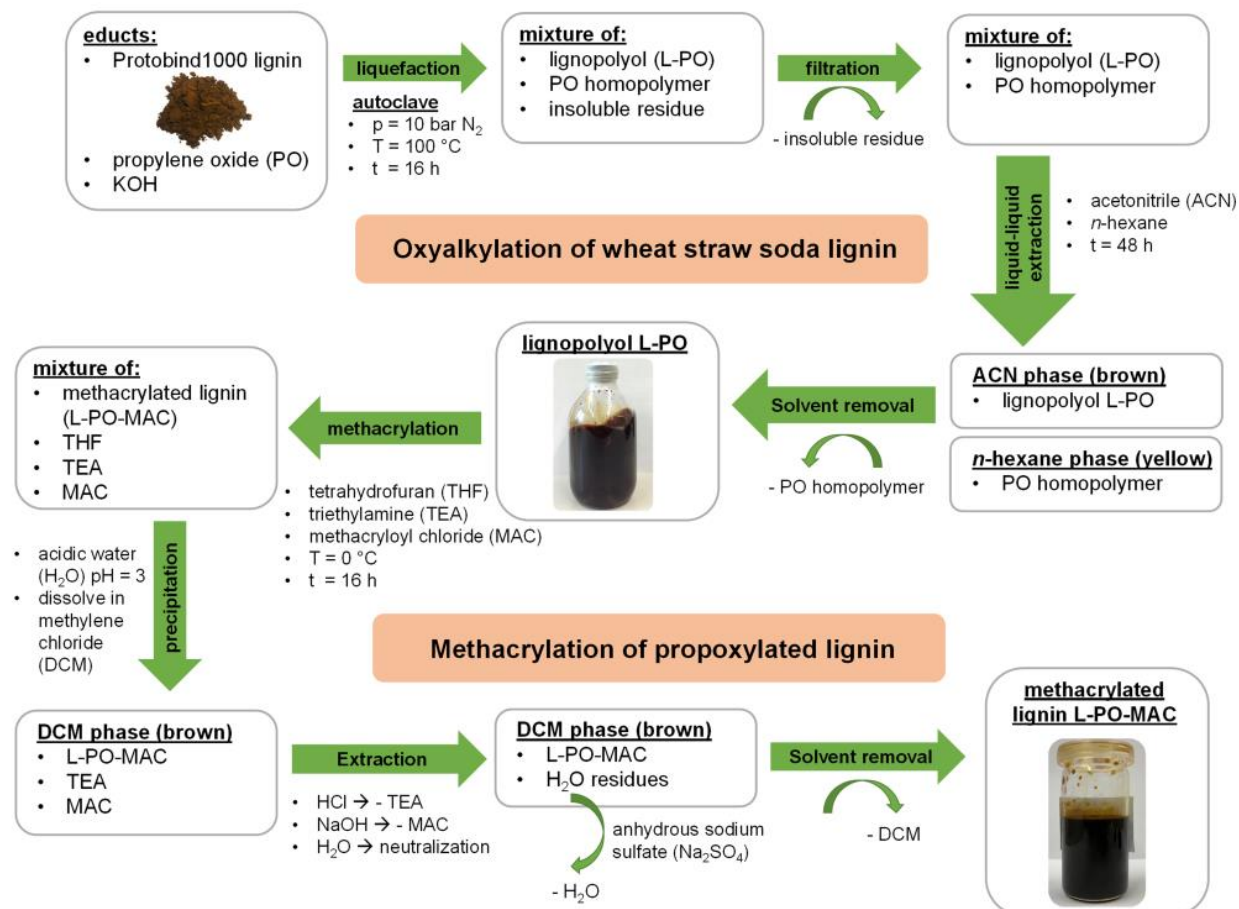 educts:
• Protobind1000 lignin
• propylene oxide (PO)
• KOH
liquefaction
autoclave
• p = 10 bar N₂
• T = 100 °C
• t = 16 h
mixture of:
• lignopolyol (L-PO)
• PO homopolymer
• insoluble residue
filtration
- insoluble residue
mixture of:
• lignopolyol (L-PO)
• PO homopolymer
liquid-liquid
extraction
• acetonitrile (ACN)
• n-hexane
• t = 48 h
Oxyalkylation of wheat straw soda lignin
ACN phase (brown)
• lignopolyol L-PO
n-hexane phase (yellow)
• PO homopolymer
Solvent removal
- PO homopolymer
lignopolyol L-PO
methacrylation
• tetrahydrofuran (THF)
• triethylamine (TEA)
• methacryloyl chloride (MAC)
• T = 0 °C
• t = 16 h
mixture of:
• methacrylated lignin
(L-PO-MAC)
• THF
• TEA
• MAC
• acidic water
(H₂O) pH = 3
• dissolve in
methylene
chloride
(DCM)
precipitation
Methacrylation of propoxylated lignin
DCM phase (brown)
• L-PO-MAC
• TEA
• MAC
Extraction
• HCl → - TEA
• NaOH → - MAC
• H₂O → neutralization
DCM phase (brown)
• L-PO-MAC
• H₂O residues
anhydrous sodium
sulfate (Na₂SO₄)
- H₂O
Solvent removal
- DCM
methacrylated
lignin L-PO-MAC